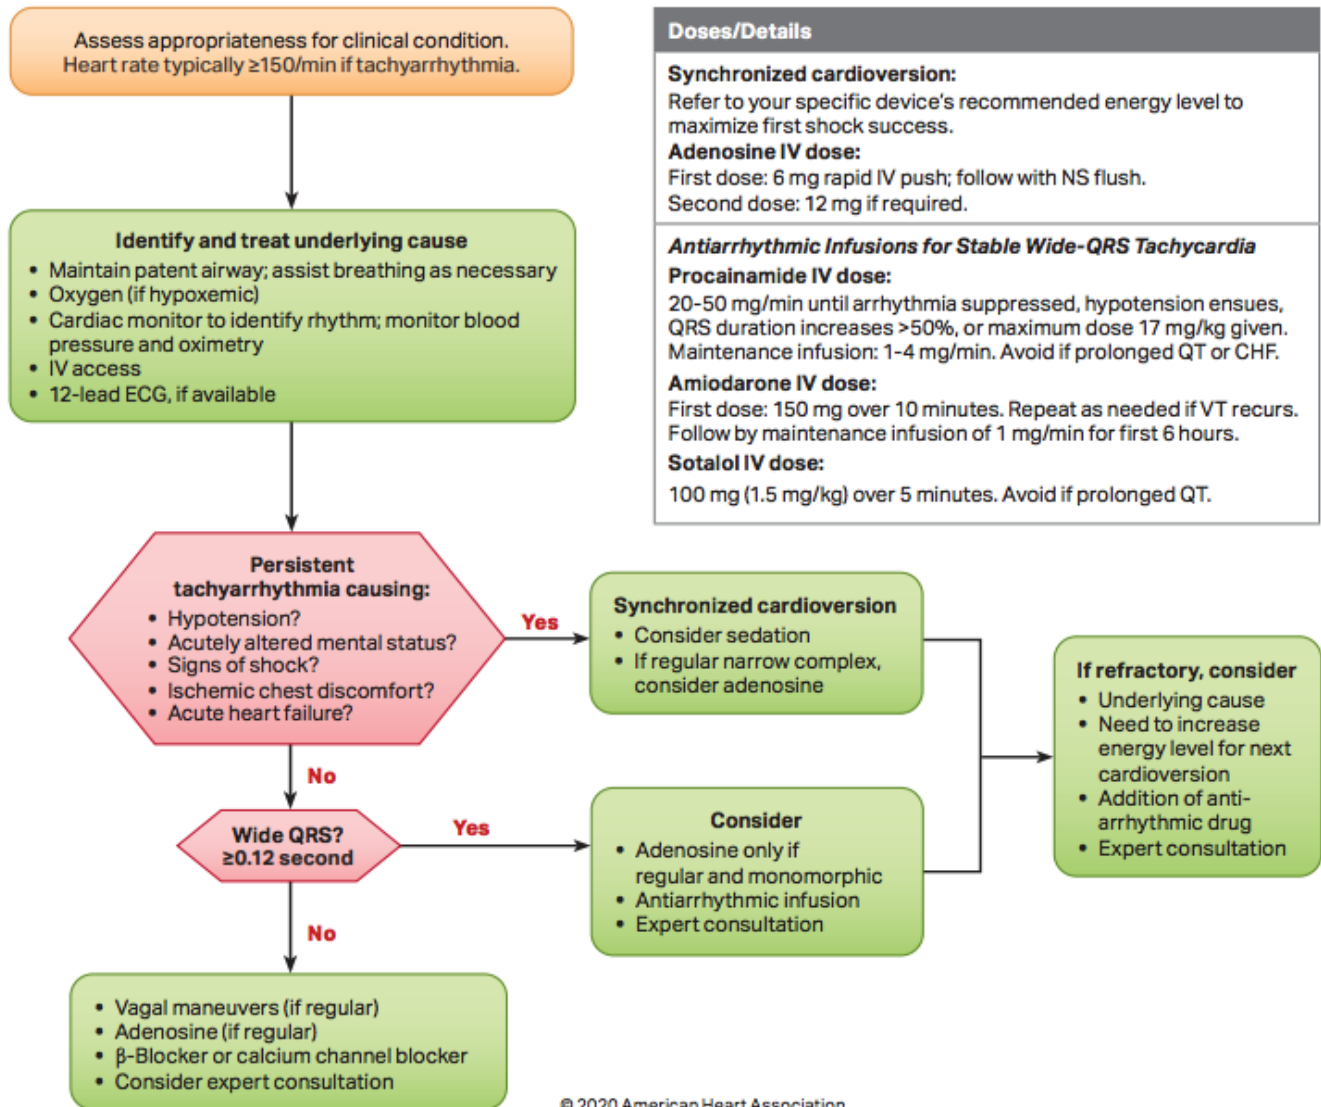 Assess appropriateness for clinical condition.
Heart rate typically ≥150/min if tachyarrhythmia.
Identify and treat underlying cause
• Maintain patent airway; assist breathing as necessary
• Oxygen (if hypoxemic)
• Cardiac monitor to identify rhythm; monitor blood
pressure and oximetry
• IV access
• 12-lead ECG, if available
Doses/Details
Synchronized cardioversion:
Refer to your specific device's recommended energy level to
maximize first shock success.
Adenosine IV dose:
First dose: 6 mg rapid IV push; follow with NS flush.
Second dose: 12 mg if required.
Antiarrhythmic Infusions for Stable Wide-QRS Tachycardia
Procainamide IV dose:
20-50 mg/min until arrhythmia suppressed, hypotension ensues,
QRS duration increases >50%, or maximum dose 17 mg/kg given.
Maintenance infusion: 1-4 mg/min. Avoid if prolonged QT or CHF.
Amiodarone IV dose:
First dose: 150 mg over 10 minutes. Repeat as needed if VT recurs.
Follow by maintenance infusion of 1 mg/min for first 6 hours.
Sotalol IV dose:
100 mg (1.5 mg/kg) over 5 minutes. Avoid if prolonged QT.
Persistent
tachyarrhythmia causing:
• Hypotension?
• Acutely altered mental status?
• Signs of shock?
• Ischemic chest discomfort?
• Acute heart failure?
Yes
Synchronized cardioversion
• Consider sedation
• If regular narrow complex,
consider adenosine
If refractory, consider
• Underlying cause
• Need to increase
energy level for next
cardioversion
• Addition of anti-
arrhythmic drug
• Expert consultation
No
Wide QRS?
≥0.12 second
Yes
Consider
• Adenosine only if
regular and monomorphic
• Antiarrhythmic infusion
• Expert consultation
No
• Vagal maneuvers (if regular)
• Adenosine (if regular)
• β-Blocker or calcium channel blocker
• Consider expert consultation
© 2020 American Heart Association